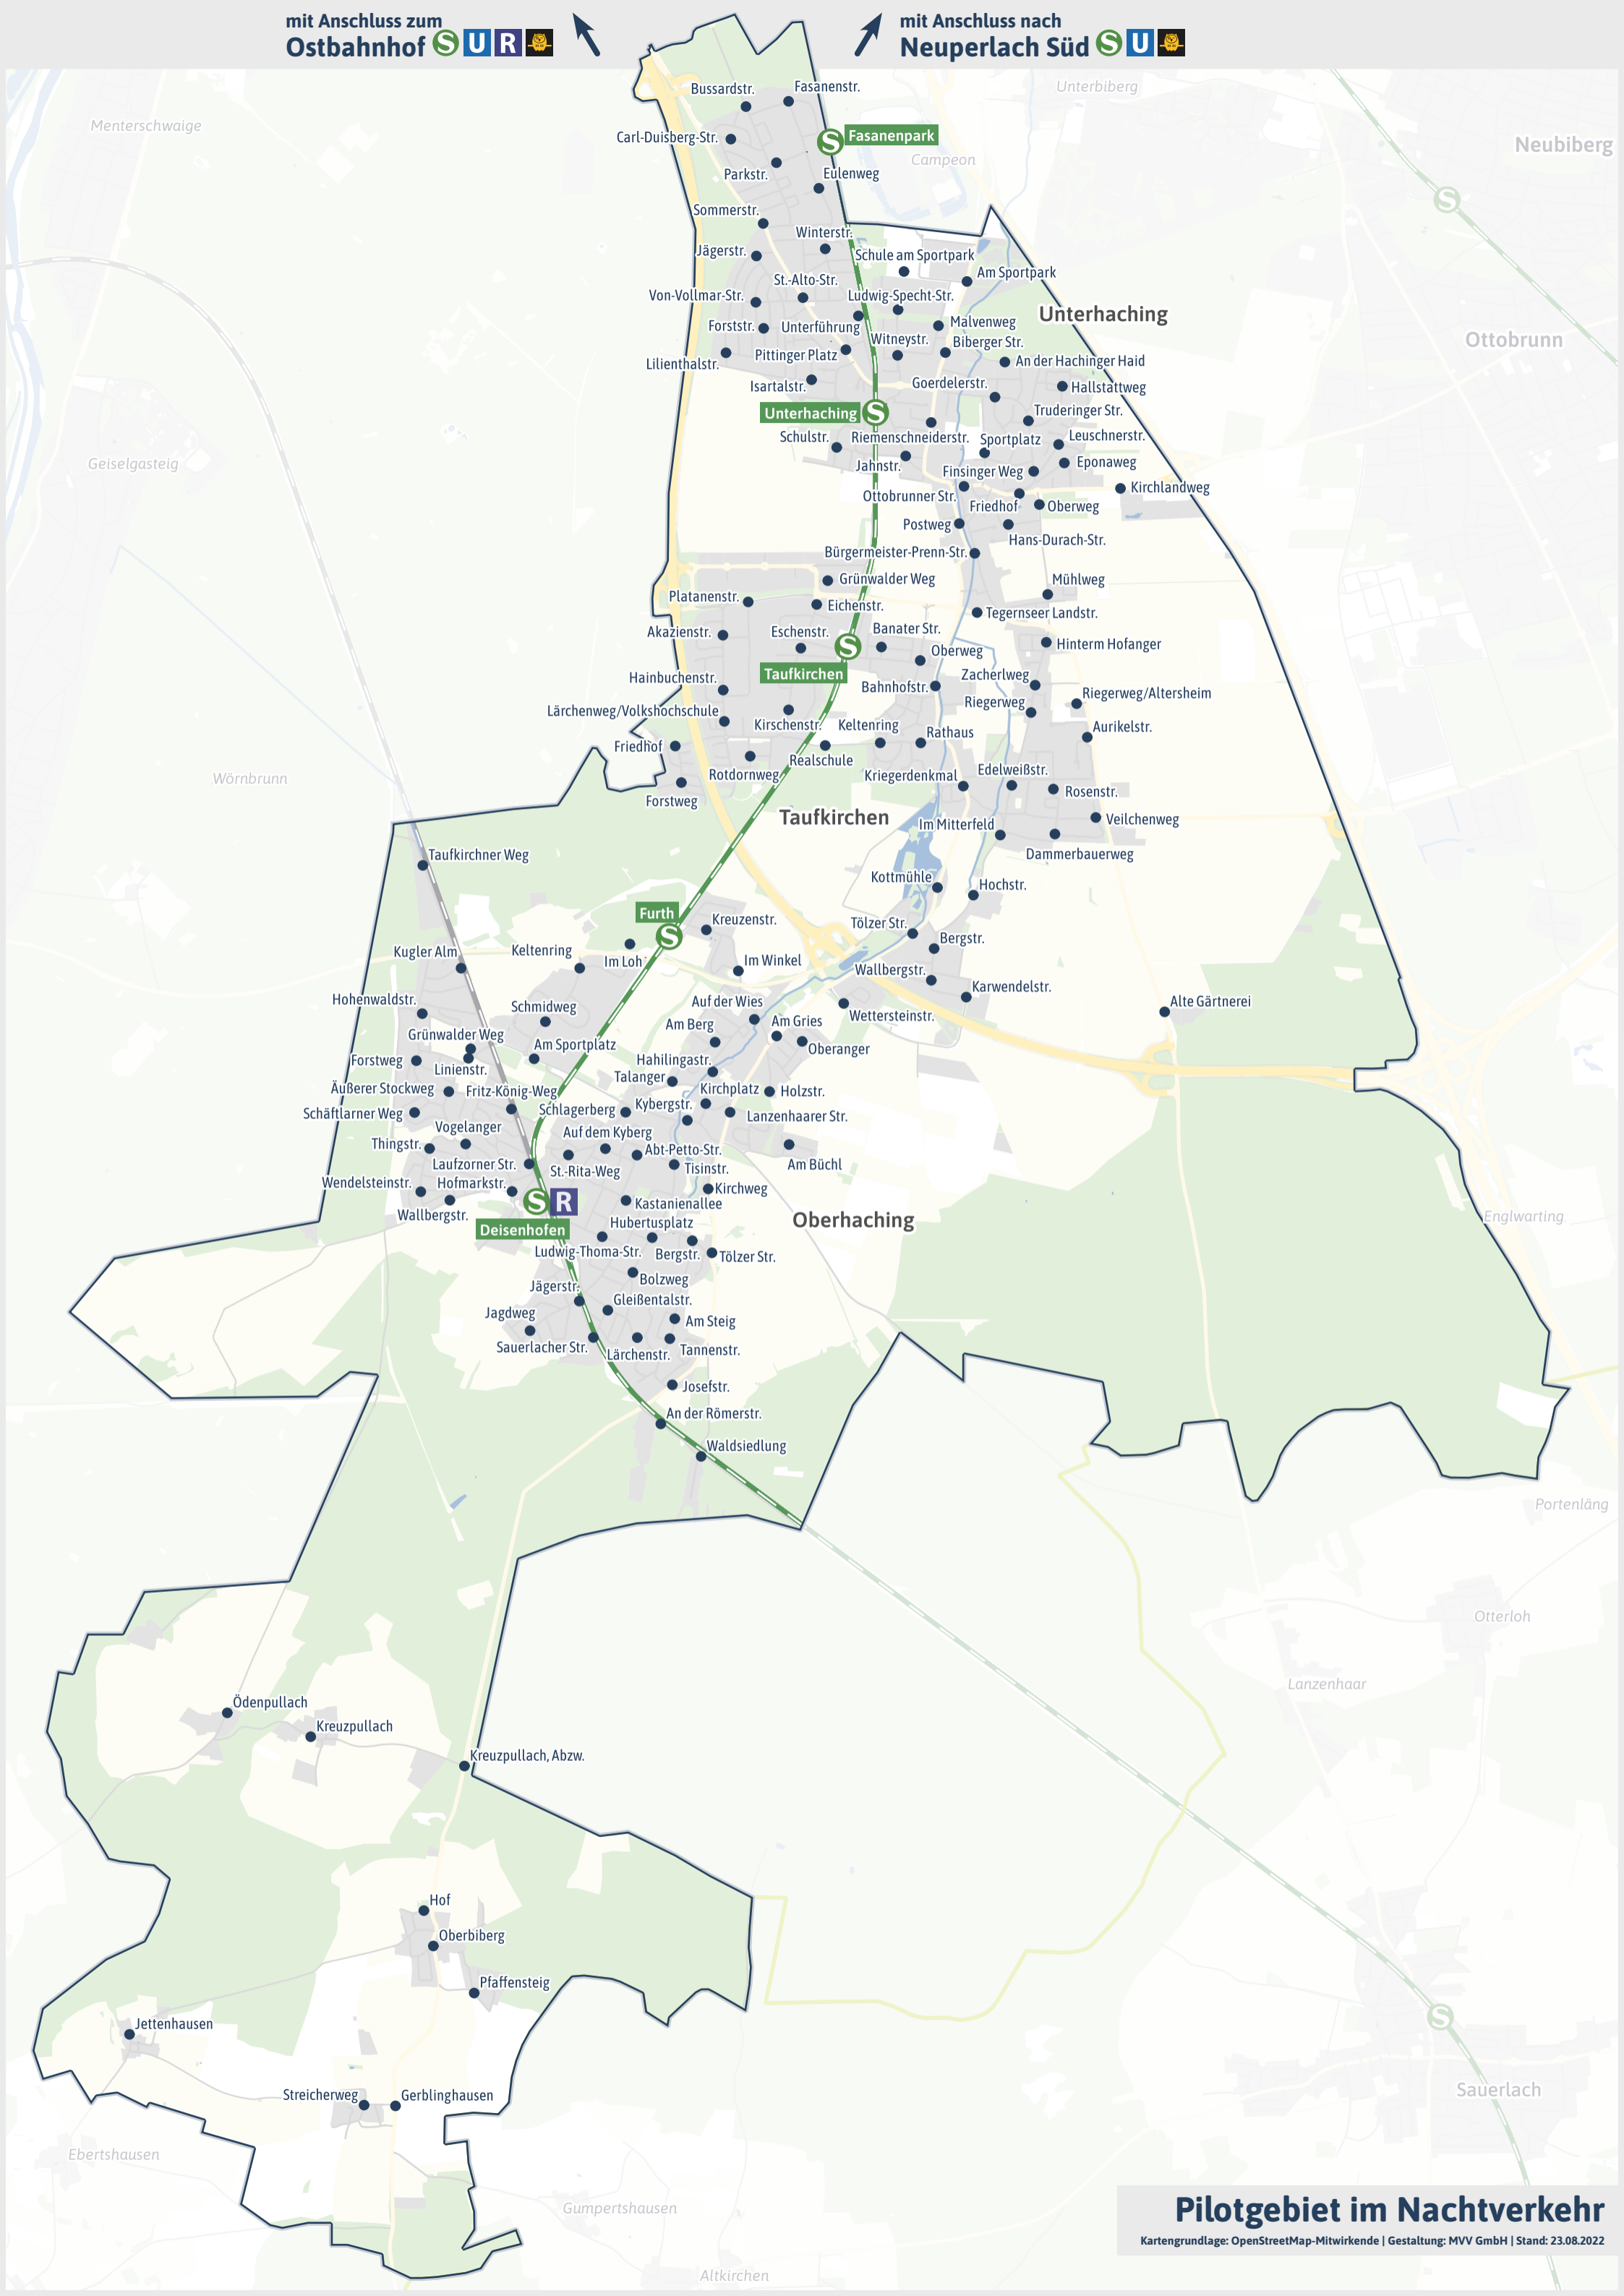 mit Anschluss zum
Ostbahnhof S U R
mit Anschluss nach
Neuperlach Süd S U
Unterbiberg
Menterschwaige
Neubiberg
Campeon
S
Bussardstr.
Fasanenstr.
Carl-Duisberg-Str.
S Fasanenpark
Parkstr.
Eulenweg
Sommerstr.
Winterstr.
Jägerstr.
Schule am Sportpark
Am Sportpark
St.-Alto-Str.
Von-Vollmar-Str.
Ludwig-Specht-Str.
Unterhaching
Forststr.
Unterführung
Malvenweg
Ottobrunn
Witneystr.
Biberger Str.
Pittinger Platz
Lilienthalstr.
An der Hachinger Haid
Isartalstr.
Goerdelerstr.
Hallstattweg
Unterhaching S
Truderinger Str.
Schulstr.
Riemenschneiderstr.
Sportplatz
Leuschnerstr.
Geiselgasteig
Jahnstr.
Finsinger Weg
Eponaweg
Kirchlandweg
Ottobrunner Str.
Friedhof
Oberweg
Postweg
Hans-Durach-Str.
Bürgermeister-Prenn-Str.
Grünwalder Weg
Mühlweg
Platanenstr.
Eichenstr.
Tegernseer Landstr.
Akazienstr.
Eschenstr.
S
Banater Str.
Hinterm Hofanger
Oberweg
Taufkirchen
Hainbuchenstr.
Bahnhofstr.
Zacherlweg
Riegerweg
Riegerweg/Altersheim
Lärchenweg/Volkshochschule
Kirschenstr.
Keltenring
Rathaus
Aurikelstr.
Friedhof
Realschule
Rotdornweg
Kriegerdenkmal
Edelweißstr.
Wörnbrunn
Forstweg
Rosenstr.
Taufkirchen
Im Mitterfeld
Veilchenweg
Taufkirchner Weg
Dammerbauerweg
Kottmühle
Hochstr.
Furth
S
Kreuzenstr.
Tölzer Str.
Bergstr.
Kugler Alm
Keltenring
Im Loh
Im Winkel
Wallbergstr.
Karwendelstr.
Hohenwaldstr.
Schmidweg
Auf der Wies
Wettersteinstr.
Alte Gärtnerei
Am Berg
Am Gries
Grünwalder Weg
Am Sportplatz
Oberanger
Forstweg
Linienstr.
Hahilingastr.
Talanger
Äußerer Stockweg
Fritz-König-Weg
Kirchplatz
Holzstr.
Schäftlarner Weg
Schlagerberg
Kybergstr.
Lanzenhaarer Str.
Vogelanger
Auf dem Kyberg
Thingstr.
Abt-Petto-Str.
Am Büchl
Laufzorner Str.
St.-Rita-Weg
Tisinstr.
Wendelsteinstr.
Hofmarkstr.
Kirchweg
Wallbergstr.
S R
Kastanienallee
Deisenhofen
Hubertusplatz
Oberhaching
Englwarting
Ludwig-Thoma-Str.
Bergstr.
Tölzer Str.
Bolzweg
Jägerstr.
Gleißentalstr.
Jagdweg
Am Steig
Sauerlacher Str.
Lärchenstr.
Tannenstr.
Josefstr.
An der Römerstr.
Waldsiedlung
Portenläng
Otterloh
Lanzenhaar
Ödenpullach
Kreuzpullach
Kreuzpullach, Abzw.
Hof
Oberbiberg
Pfaffensteig
S
Jettenhausen
Streicherweg
Gerblinghausen
Sauerlach
Ebertshausen
Gumpertshausen
Altkirchen
Pilotgebiet im Nachtverkehr
Kartengrundlage: OpenStreetMap-Mitwirkende | Gestaltung: MVV GmbH | Stand: 23.08.2022